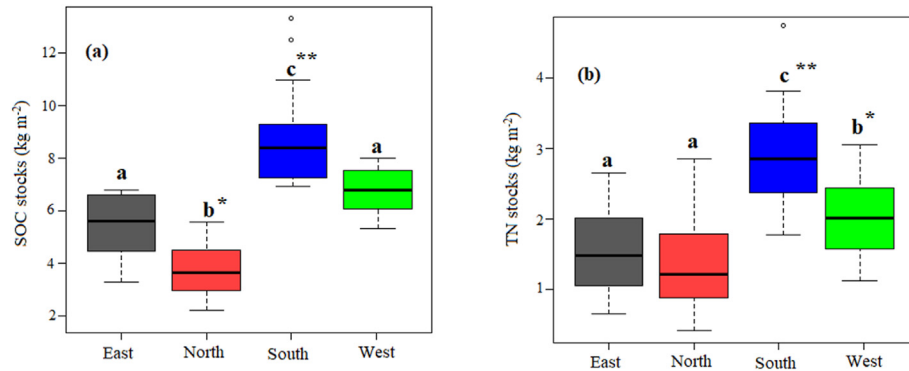 (a)
SOC stocks (kg m-2)
12
10
8
6
4
2
a
b*
c**
a
East North South West
(b)
TN stocks (kg m-2)
4
3
2
1
a
a
c**
b*
East North South West